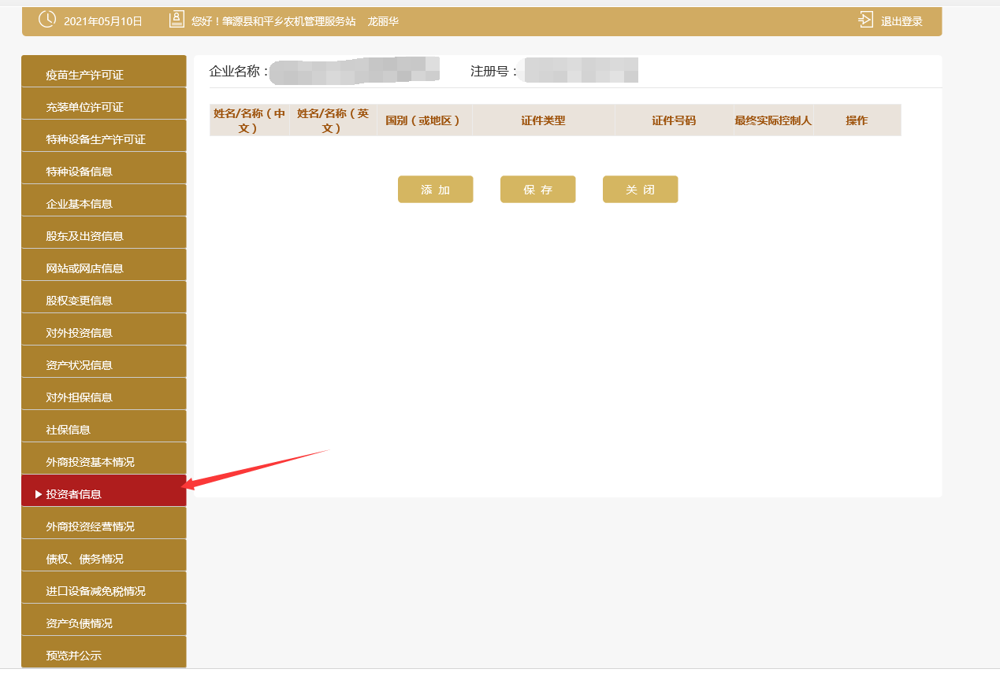 2021年05月10日 您好！肇源县和平乡农机管理服务站 龙丽华 退出登录
疫苗生产许可证
充装单位许可证
特种设备生产许可证
特种设备信息
企业基本信息
股东及出资信息
网站或网店信息
股权变更信息
对外投资信息
资产状况信息
对外担保信息
社保信息
外商投资基本情况
投资者信息
外商投资经营情况
债权、债务情况
进口设备减免税情况
资产负债情况
预览并公示
企业名称： 注册号：
姓名/名称（中文） 姓名/名称（英文） 国别（或地区） 证件类型 证件号码 最终实际控制人 操作
添 加 保 存 关 闭